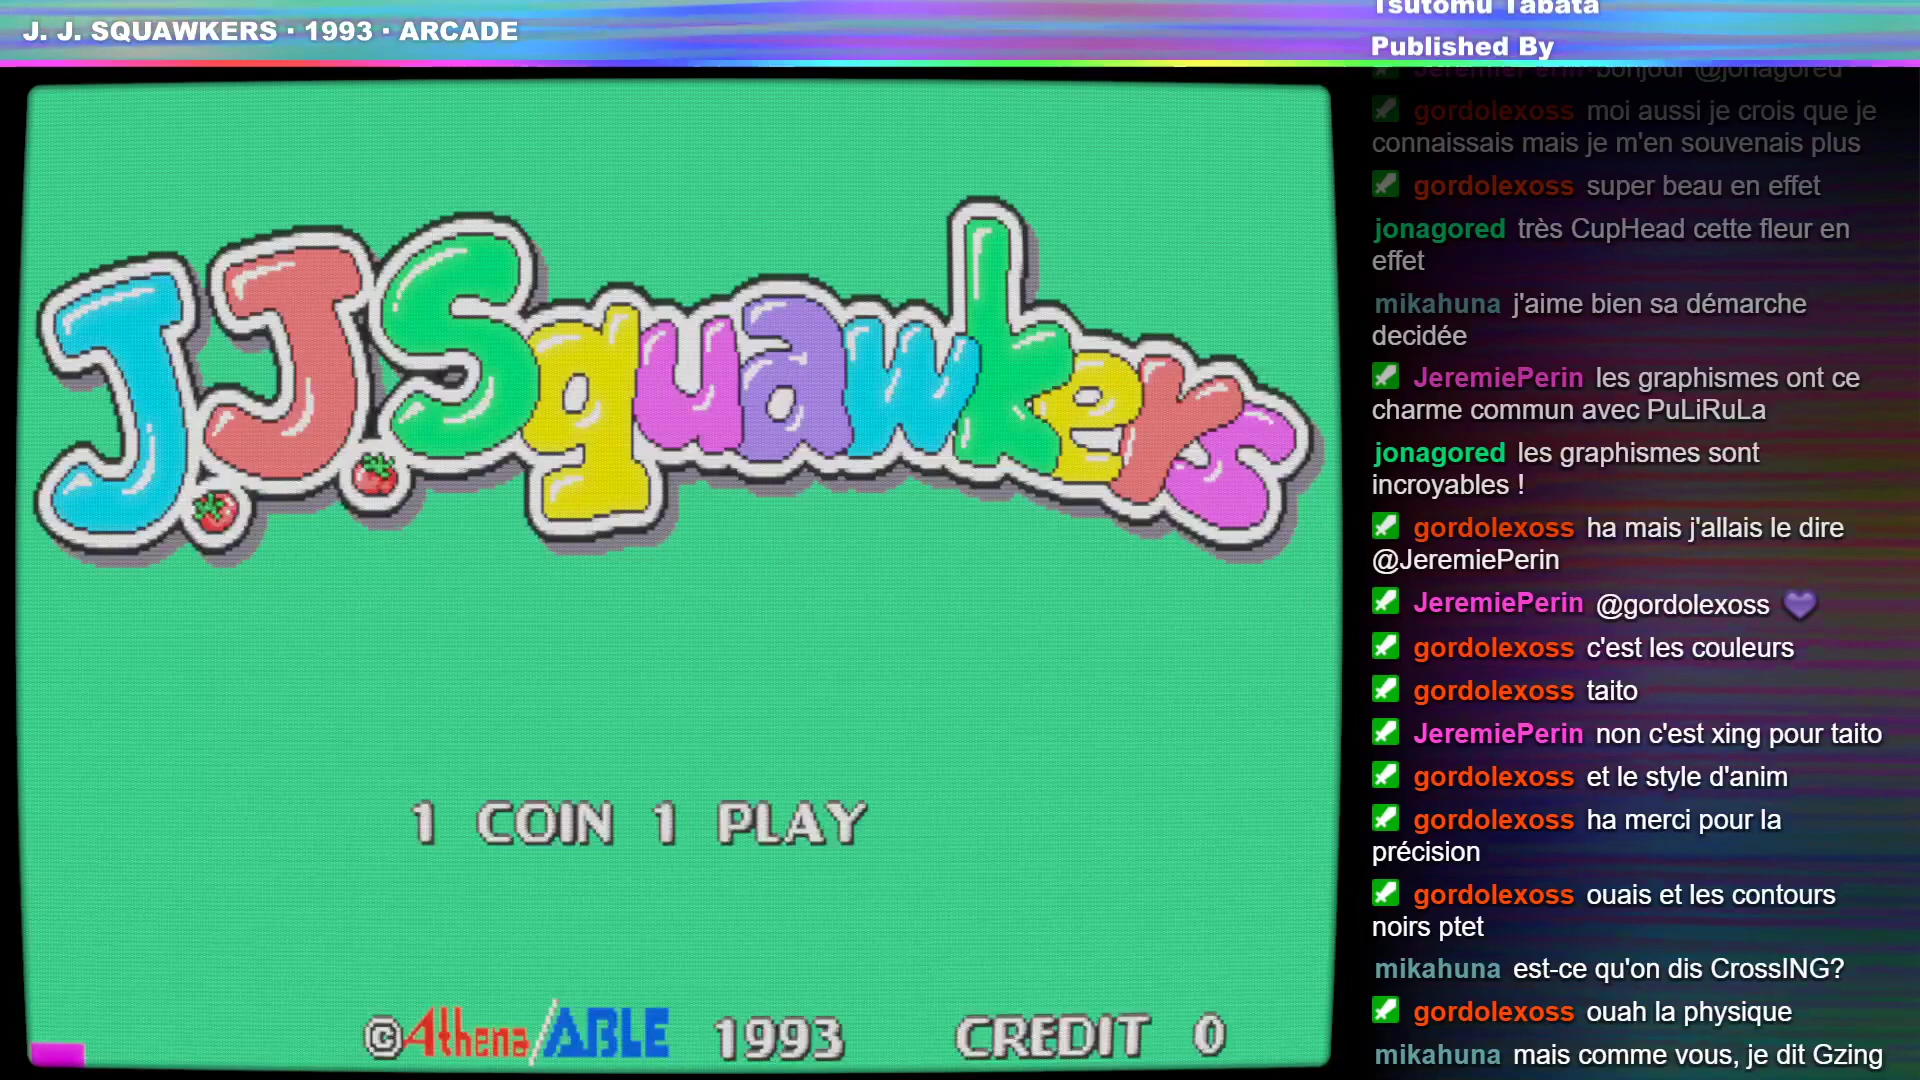 J. J. SQUAWKERS · 1993 · ARCADE
J.J. Squawkers
1 COIN 1 PLAY
©Athena/ABLE 1993 CREDIT 0
Tsutomu Tabata
Published By
JeremiePerin bonjour @jonagored
gordolexoss moi aussi je crois que je
connaissais mais je m'en souvenais plus
gordolexoss super beau en effet
jonagored très CupHead cette fleur en
effet
mikahuna j'aime bien sa démarche
decidée
JeremiePerin les graphismes ont ce
charme commun avec PuLiRuLa
jonagored les graphismes sont
incroyables !
gordolexoss ha mais j'allais le dire
@JeremiePerin
JeremiePerin @gordolexoss 💜
gordolexoss c'est les couleurs
gordolexoss taito
JeremiePerin non c'est xing pour taito
gordolexoss et le style d'anim
gordolexoss ha merci pour la
précision
gordolexoss ouais et les contours
noirs ptet
mikahuna est-ce qu'on dis CrossING?
gordolexoss ouah la physique
mikahuna mais comme vous, je dit Gzing